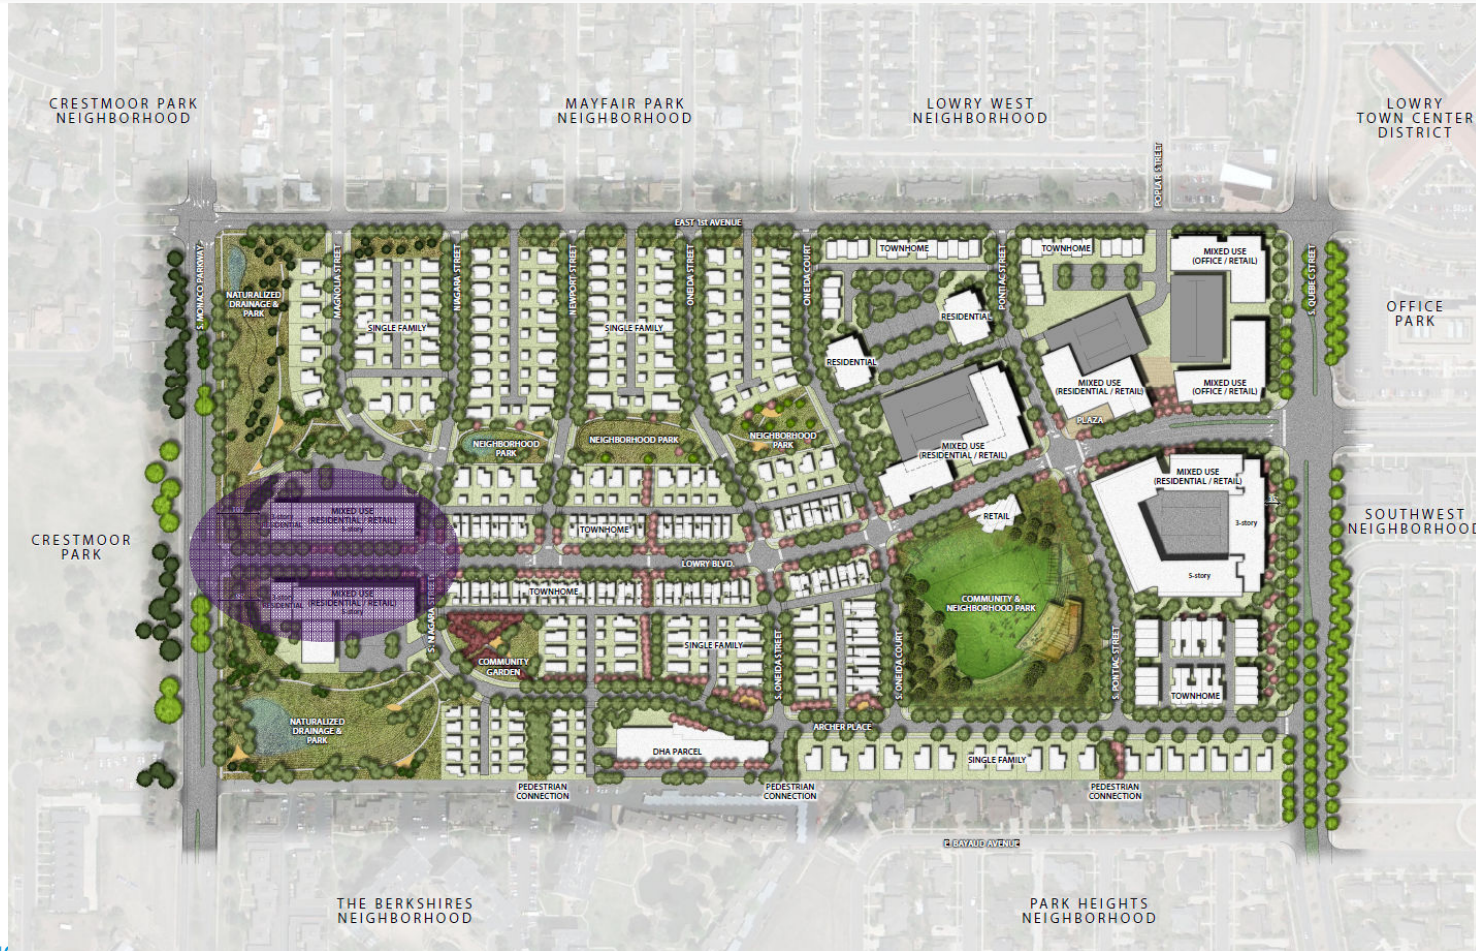 CRESTMOOR PARK
NEIGHBORHOOD
MAYFAIR PARK
NEIGHBORHOOD
LOWRY WEST
NEIGHBORHOOD
LOWRY
TOWN CENTER
DISTRICT
POPLAR STREET
EAST 1st AVENUE
S. MONACO PARKWAY
MAGNOLIA STREET
NIAGARA STREET
NEWPORT STREET
ONEIDA STREET
ONEIDA COURT
PONTIAC STREET
S. QUEBEC STREET
TOWNHOME
TOWNHOME
MIXED USE
(OFFICE / RETAIL)
NATURALIZED
DRAINAGE &
PARK
SINGLE FAMILY
SINGLE FAMILY
RESIDENTIAL
RESIDENTIAL
OFFICE
PARK
MIXED USE
(RESIDENTIAL / RETAIL)
MIXED USE
(OFFICE / RETAIL)
PLAZA
NEIGHBORHOOD
PARK
NEIGHBORHOOD PARK
NEIGHBORHOOD
PARK
MIXED USE
(RESIDENTIAL / RETAIL)
MIXED USE
(RESIDENTIAL / RETAIL)
3-story
5-story
CRESTMOOR
PARK
MIXED USE
(RESIDENTIAL / RETAIL)
TOWNHOME
RETAIL
SOUTHWEST
NEIGHBORHOOD
LOWRY BLVD.
MIXED USE
(RESIDENTIAL / RETAIL)
RESIDENTIAL
TOWNHOME
COMMUNITY &
NEIGHBORHOOD PARK
S. NIAGARA STREET
COMMUNITY
GARDEN
SINGLE FAMILY
S. ONEIDA STREET
S. ONEIDA COURT
S. PONTIAC STREET
TOWNHOME
NATURALIZED
DRAINAGE &
PARK
ARCHER PLACE
DHA PARCEL
SINGLE FAMILY
PEDESTRIAN
CONNECTION
PEDESTRIAN
CONNECTION
PEDESTRIAN
CONNECTION
E. BAYAUD AVENUE
THE BERKSHIRES
NEIGHBORHOOD
PARK HEIGHTS
NEIGHBORHOOD